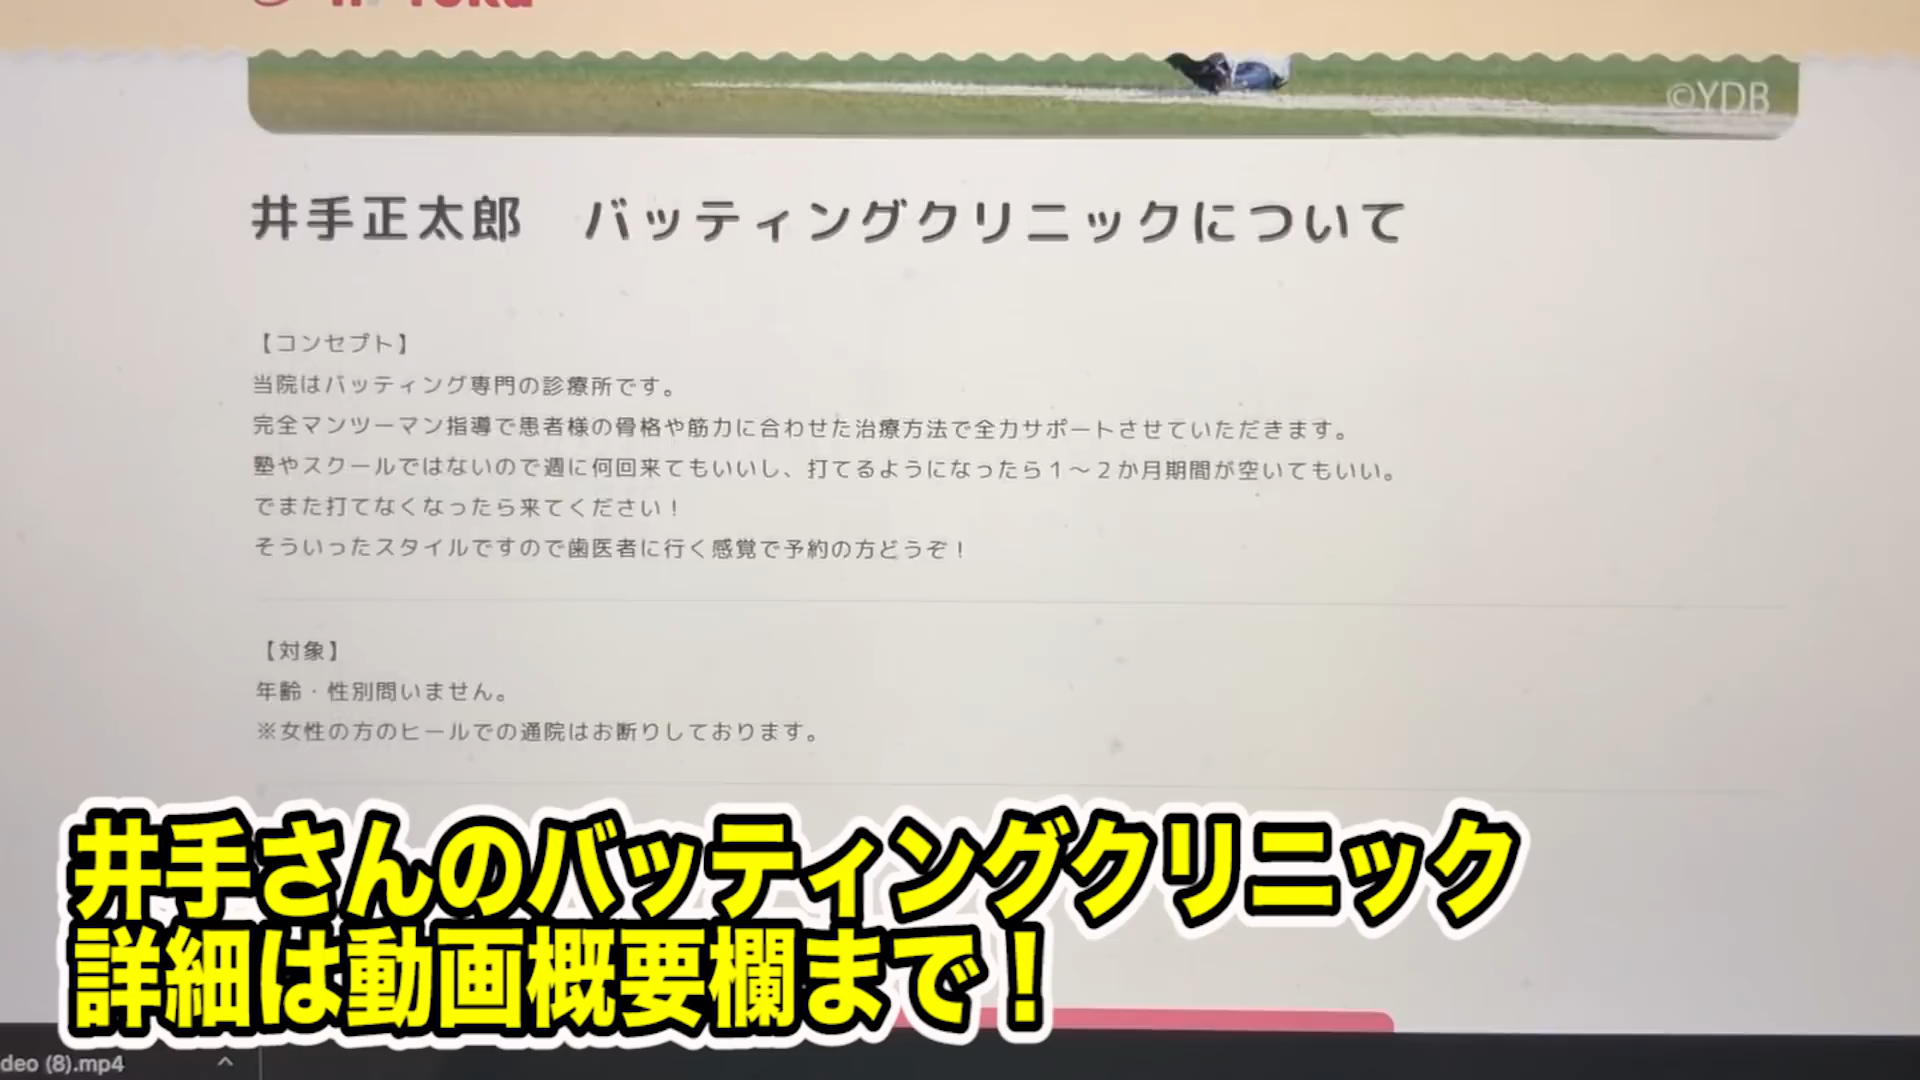 ©YDB
井手正太郎　バッティングクリニックについて
【コンセプト】
当院はバッティング専門の診療所です。
完全マンツーマン指導で患者様の骨格や筋力に合わせた治療方法で全力サポートさせていただきます。
塾やスクールではないので週に何回来てもいいし、打てるようになったら１～２か月期間が空いてもいい。
でまた打てなくなったら来てください！
そういったスタイルですので歯医者に行く感覚で予約の方どうぞ！
【対象】
年齢・性別問いません。
※女性の方のヒールでの通院はお断りしております。
井手さんのバッティングクリニック
詳細は動画概要欄まで！
deo (8).mp4